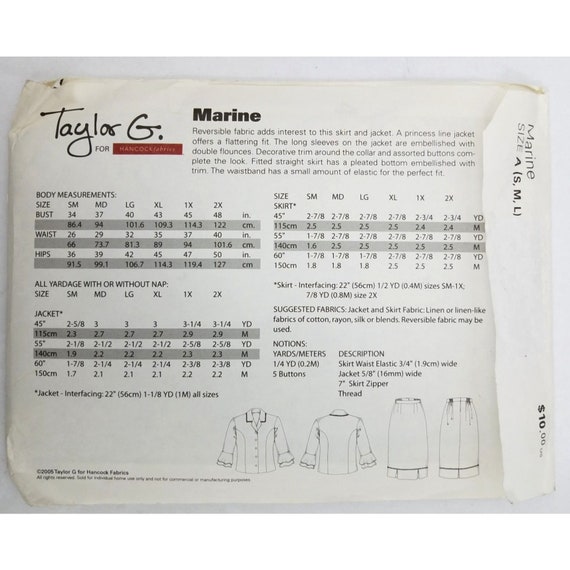 Taylor G.
FOR HANCOCK fabrics
Marine
Reversible fabric adds interest to this skirt and jacket. A princess line jacket
offers a flattering fit. The long sleeves on the jacket are embellished with
double flounces. Decorative trim around the collar and assorted buttons com-
plete the look. Fitted straight skirt has a pleated bottom embellished with
trim. The waistband has a small amount of elastic for the perfect fit.
BODY MEASUREMENTS:
SIZE SM MD LG XL 1X 2X
BUST 34 37 40 43 45 48 in.
86.4 94 101.6 109.3 114.3 122 cm.
WAIST 26 29 32 35 37 40 in.
66 73.7 81.3 89 94 101.6 cm.
HIPS 36 39 42 45 47 50 in.
91.5 99.1 106.7 114.3 119.4 127 cm.
ALL YARDAGE WITH OR WITHOUT NAP:
SIZE SM MD LG XL 1X 2X
JACKET*
45" 2-5/8 3 3 3 3-1/4 3-1/4 YD
115cm 2.3 2.7 2.7 2.7 2.9 2.9 M
55" 2-1/8 2-1/2 2-1/2 2-1/2 2-5/8 2-5/8 YD
140cm 1.9 2.2 2.2 2.2 2.3 2.3 M
60" 1-7/8 2-1/4 2-1/4 2-1/4 2-3/8 2-3/8 YD
150cm 1.7 2.1 2.1 2.1 2.2 2.2 M
*Jacket - Interfacing: 22" (56cm) 1-1/8 YD (1M) all sizes
SIZE SM MD LG XL 1X 2X
SKIRT*
45" 2-7/8 2-7/8 2-7/8 2-7/8 2-3/4 2-3/4 YD
115cm 2.5 2.5 2.5 2.5 2.4 2.4 M
55" 1-7/8 1-7/8 2-7/8 2-7/8 2-7/8 2-7/8 YD
140cm 1.6 2.5 2.5 2.5 2.5 2.5 M
60" 1-7/8 1-7/8 1-7/8 2-7/8 2-7/8 2-7/8 YD
150cm 1.8 1.8 1.8 2.5 2.5 2.5 M
*Skirt - Interfacing: 22" (56cm) 1/2 YD (0.4M) sizes SM-1X;
7/8 YD (0.8M) size 2X
SUGGESTED FABRICS: Jacket and Skirt Fabric: Linen or linen-like
fabrics of cotton, rayon, silk or blends. Reversible fabric may be
used.
NOTIONS:
YARDS/METERS DESCRIPTION
1/4 YD (0.2M) Skirt Waist Elastic 3/4" (1.9cm) wide
5 Buttons Jacket 5/8" (16mm) wide
7" Skirt Zipper
Thread
©2005 Taylor G for Hancock Fabrics
All rights reserved. Sold for individual home use only and not for commercial or manufacturing purposes.
Marine
SIZE A (S, M, L)
$10.00 US